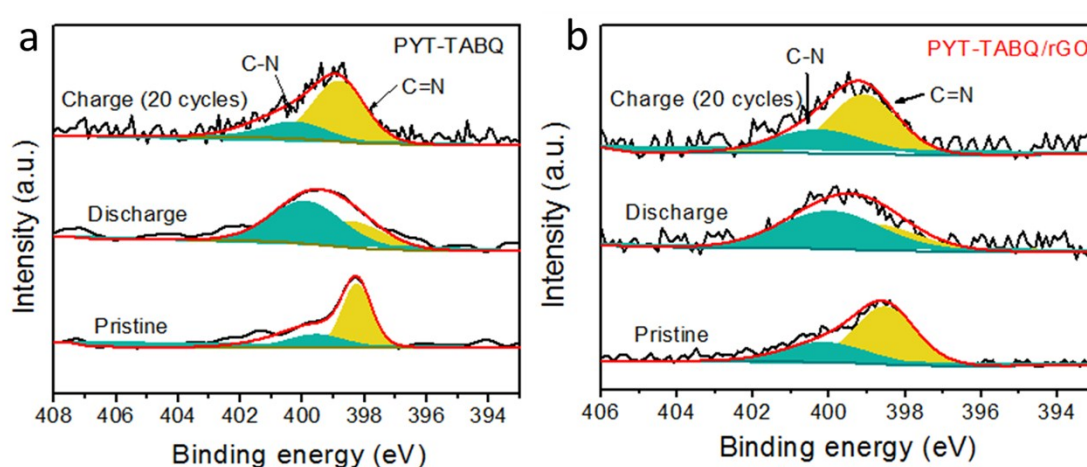 a
PYT-TABQ
C-N
C=N
Charge (20 cycles)
Discharge
Pristine
Intensity (a.u.)
408 406 404 402 400 398 396 394
Binding energy (eV)
b
PYT-TABQ/rGO
C-N
C=N
Charge (20 cycles)
Discharge
Pristine
Intensity (a.u.)
406 404 402 400 398 396 394
Binding energy (eV)